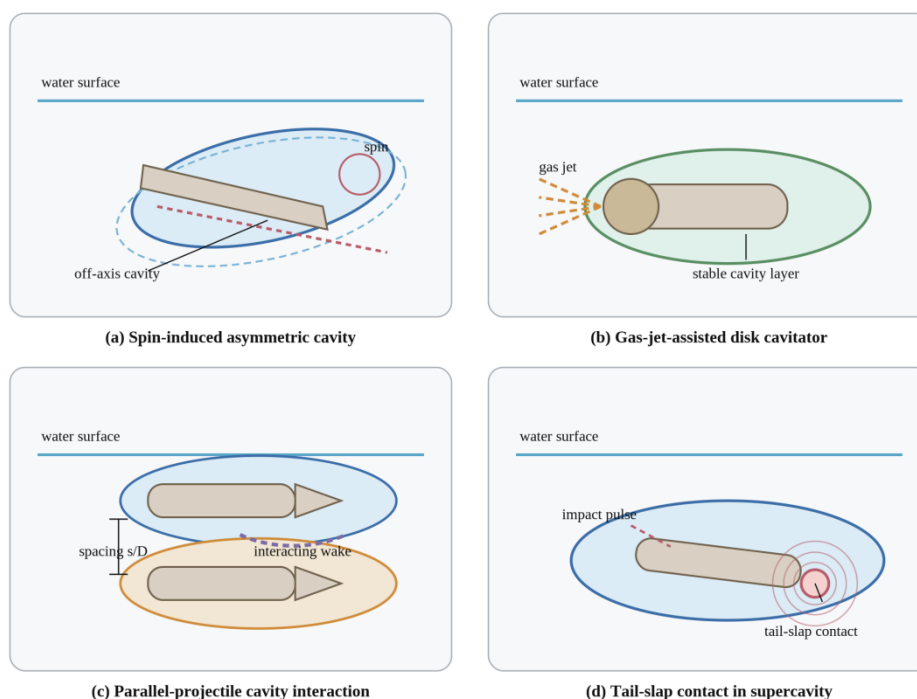 water surface
spin
off-axis cavity
(a) Spin-induced asymmetric cavity
water surface
gas jet
stable cavity layer
(b) Gas-jet-assisted disk cavitator
water surface
spacing s/D
interacting wake
(c) Parallel-projectile cavity interaction
water surface
impact pulse
tail-slap contact
(d) Tail-slap contact in supercavity